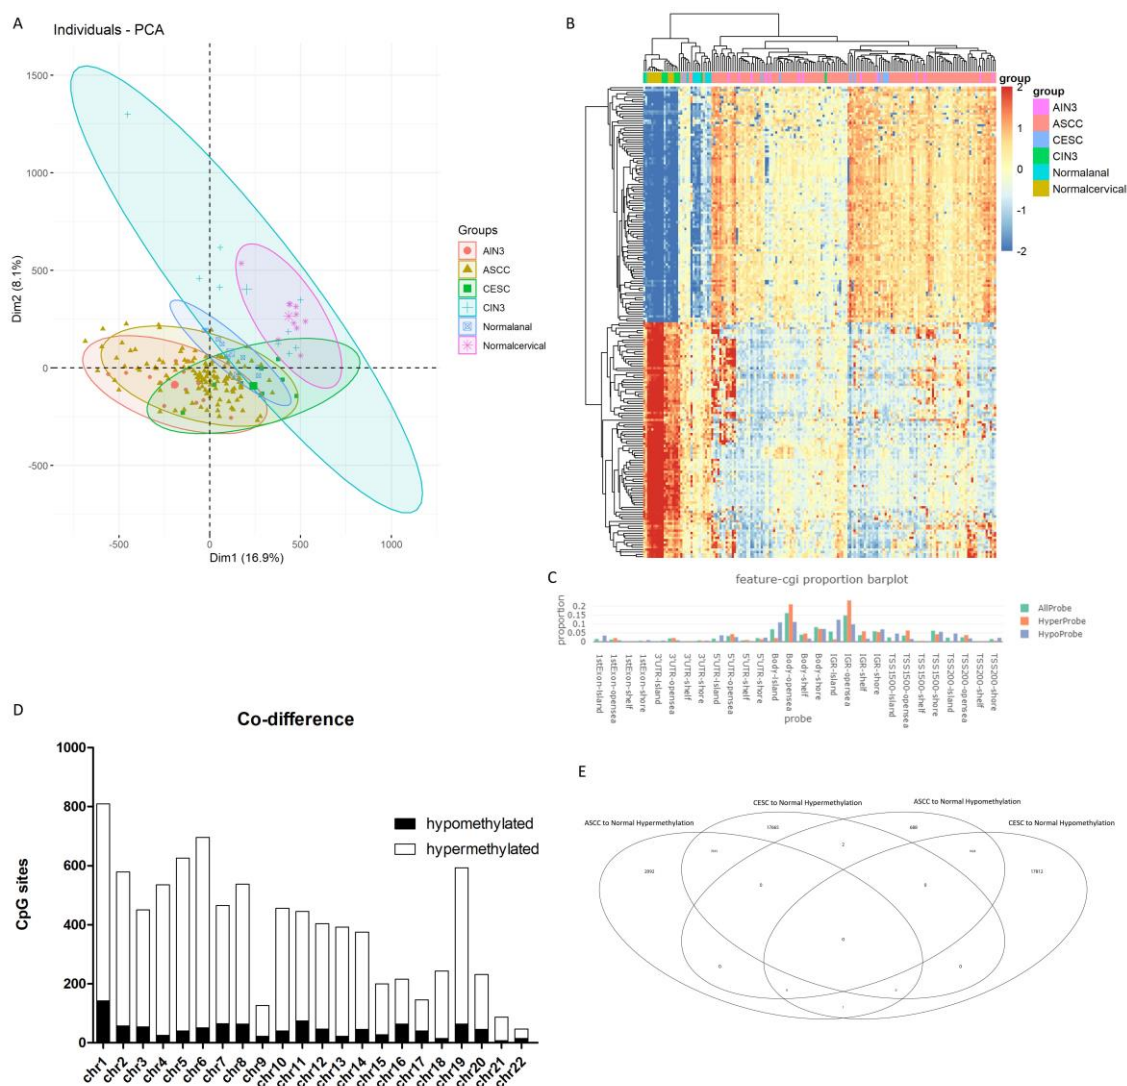 A
Individuals - PCA
1500
1000
500
0
-500
Dim2 (8.1%)
-500
0
500
1000
Dim1 (16.9%)
Groups
AIN3
ASCC
CESC
CIN3
Normalanal
Normalcervical
B
group
2
1
0
-1
-2
group
AIN3
ASCC
CESC
CIN3
Normalanal
Normalcervical
C
feature-cgi proportion barplot
proportion
0.2
0.15
0.1
0.05
0
AllProbe
HyperProbe
HypoProbe
1stExon-island
1stExon-opensea
1stExon-shelf
1stExon-shore
3'UTR-island
3'UTR-opensea
3'UTR-shelf
3'UTR-shore
5'UTR-island
5'UTR-opensea
5'UTR-shelf
5'UTR-shore
Body-island
Body-opensea
Body-shelf
Body-shore
IGR-island
IGR-opensea
IGR-shelf
IGR-shore
TSS1500-island
TSS1500-opensea
TSS1500-shelf
TSS1500-shore
TSS200-island
TSS200-opensea
TSS200-shelf
TSS200-shore
probe
D
Co-difference
1000
800
600
400
200
0
CpG sites
hypomethylated
hypermethylated
chr1
chr2
chr3
chr4
chr5
chr6
chr7
chr8
chr9
chr10
chr11
chr12
chr13
chr14
chr15
chr16
chr17
chr18
chr19
chr20
chr21
chr22
E
CESC to Normal Hypermethylation
ASCC to Normal Hypomethylation
ASCC to Normal Hypermethylation
CESC to Normal Hypomethylation
2
17812
0
0
0
0